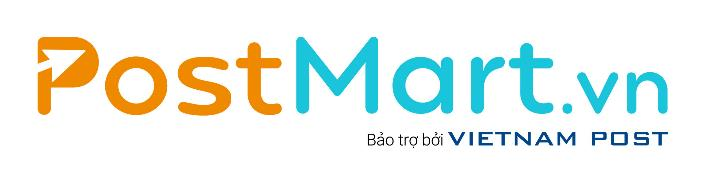 PostMart.vn
Bảo trợ bởi VIETNAM POST